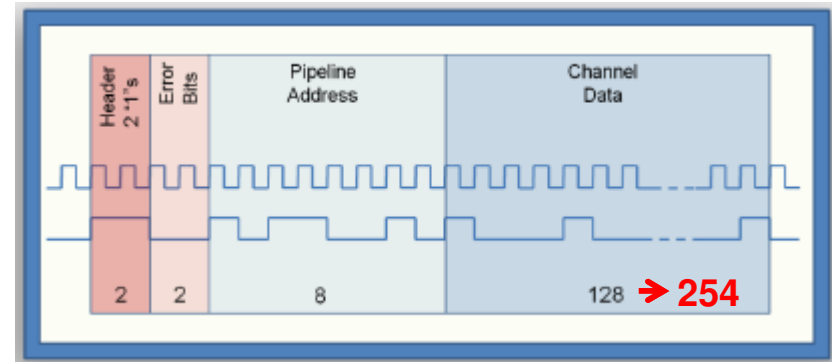 Header
2 "1"s
Error
Bits
Pipeline
Address
Channel
Data
2
2
8
128 → 254